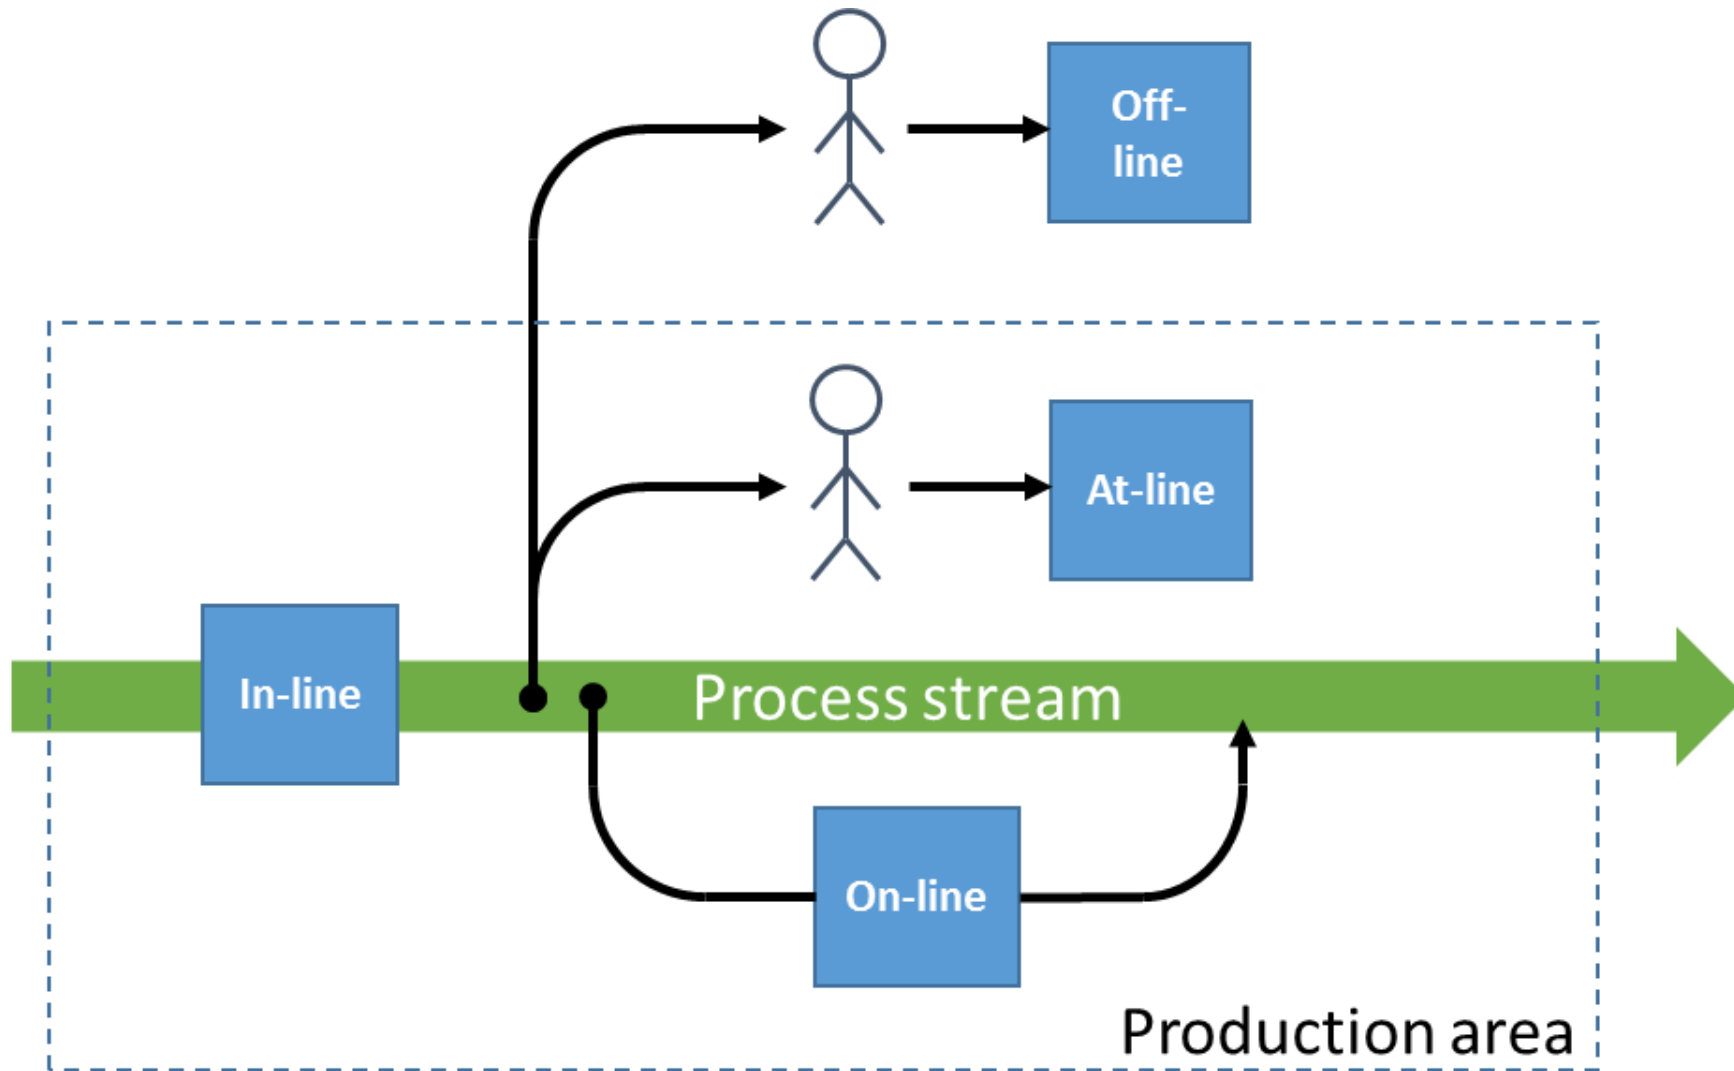 Off-
line
At-line
In-line
Process stream
On-line
Production area